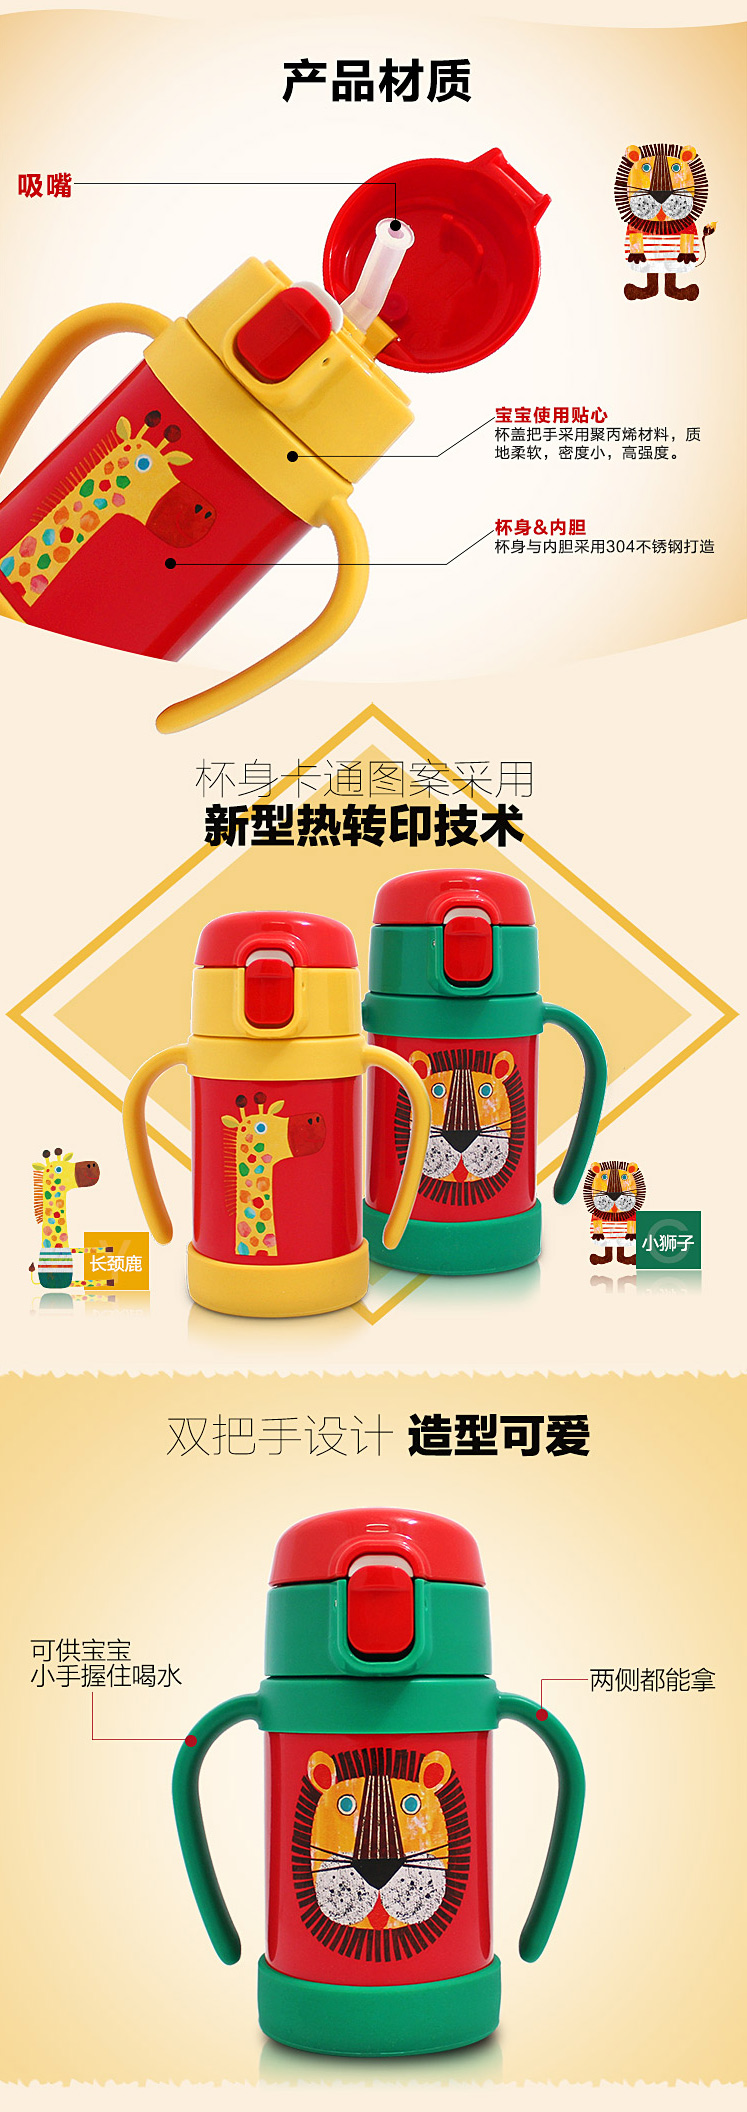 产品材质
吸嘴
宝宝使用贴心
杯盖把手采用聚丙烯材料，质
地柔软，密度小，高强度。
杯身&内胆
杯身与内胆采用304不锈钢打造
杯身卡通图案采用
新型热转印技术
长颈鹿
小狮子
双把手设计 造型可爱
可供宝宝
小手握住喝水
两侧都能拿